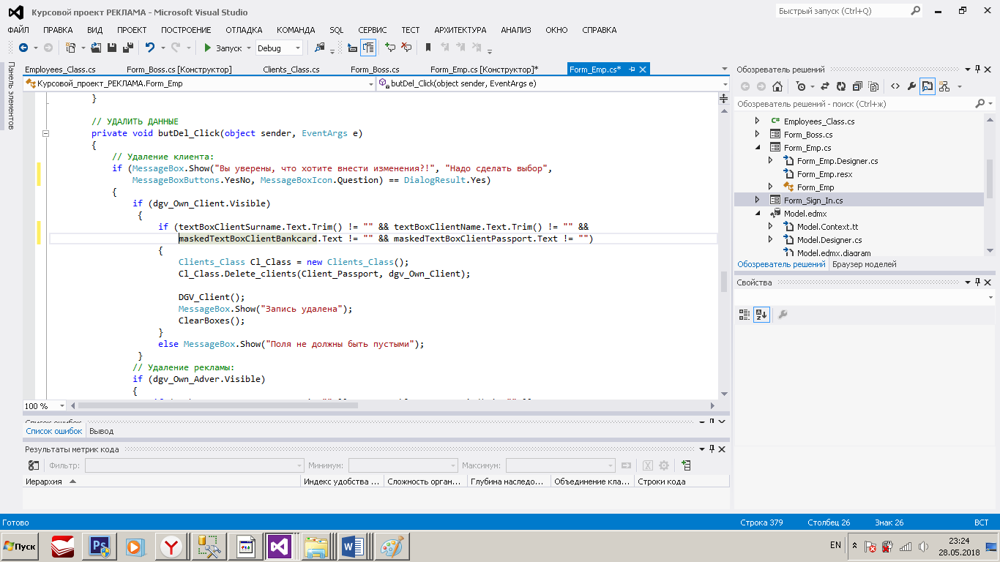 Курсовой проект РЕКЛАМА - Microsoft Visual Studio
Быстрый запуск (Ctrl+Q)
ФАЙЛ ПРАВКА ВИД ПРОЕКТ ПОСТРОЕНИЕ ОТЛАДКА КОМАНДА SQL СЕРВИС ТЕСТ АРХИТЕКТУРА АНАЛИЗ ОКНО СПРАВКА
Запуск Debug
Панель элементов
Employees_Class.cs Form_Boss.cs [Конструктор] Clients_Class.cs Form_Boss.cs Form_Emp.cs [Конструктор]* Form_Emp.cs*
Курсовой_проект_РЕКЛАМА.Form_Emp butDel_Click(object sender, EventArgs e)
}
// УДАЛИТЬ ДАННЫЕ
private void butDel_Click(object sender, EventArgs e)
{
// Удаление клиента:
if (MessageBox.Show("Вы уверены, что хотите внести изменения?!", "Надо сделать выбор",
MessageBoxButtons.YesNo, MessageBoxIcon.Question) == DialogResult.Yes)
{
if (dgv_Own_Client.Visible)
{
if (textBoxClientSurname.Text.Trim() != "" && textBoxClientName.Text.Trim() != "" &&
maskedTextBoxClientBankcard.Text != "" && maskedTextBoxClientPassport.Text != "")
{
Clients_Class Cl_Class = new Clients_Class();
Cl_Class.Delete_clients(Client_Passport, dgv_Own_Client);
DGV_Client();
MessageBox.Show("Запись удалена");
ClearBoxes();
}
else MessageBox.Show("Поля не должны быть пустыми");
}
// Удаление рекламы:
if (dgv_Own_Adver.Visible)
{
100 %
Список ошибок
Список ошибок Вывод
Результаты метрик кода
Фильтр: Минимум: Максимум:
Иерархия Индекс удобства ... Сложность орган... Глубина наследо... Объединение кла... Строки кода
Обозреватель решений
Обозреватель решений - поиск (Ctrl+ж)
C# Employees_Class.cs
Form_Boss.cs
Form_Emp.cs
Form_Emp.Designer.cs
Form_Emp.resx
Form_Emp
Form_Sign_In.cs
Model.edmx
Model.Context.tt
Model.Designer.cs
Model.edmx.diagram
Обозреватель решений Браузер моделей
Свойства
Готово Строка 379 Столбец 26 Знак 26 ВСТ
Пуск
EN
23:24
28.05.2018